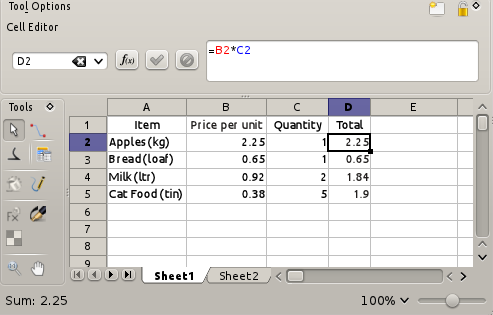 Tool Options
Cell Editor
D2 f(x) =B2*C2
Tools
A B C D E
1 Item Price per unit Quantity Total
2 Apples (kg) 2.25 1 2.25
3 Bread (loaf) 0.65 1 0.65
4 Milk (ltr) 0.92 2 1.84
5 Cat Food (tin) 0.38 5 1.9
6
7
8
9
Sheet1 Sheet2
Sum: 2.25 100%